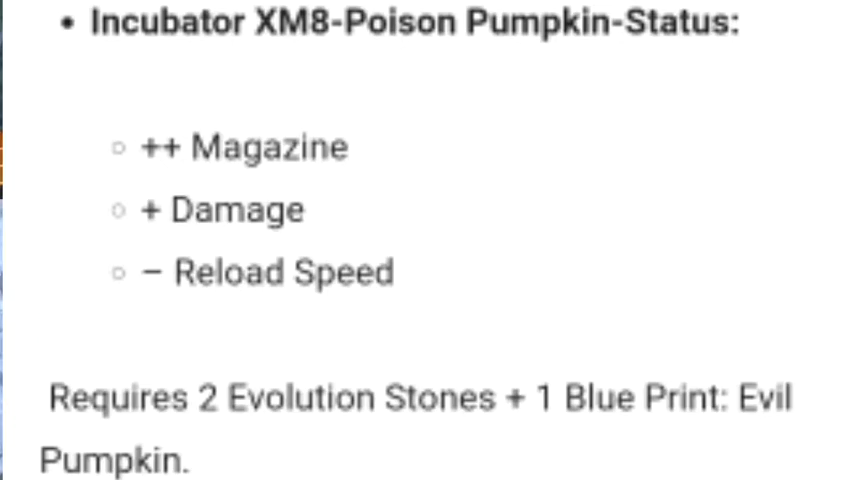 • Incubator XM8-Poison Pumpkin-Status:
○ ++ Magazine
○ + Damage
○ – Reload Speed
Requires 2 Evolution Stones + 1 Blue Print: Evil
Pumpkin.